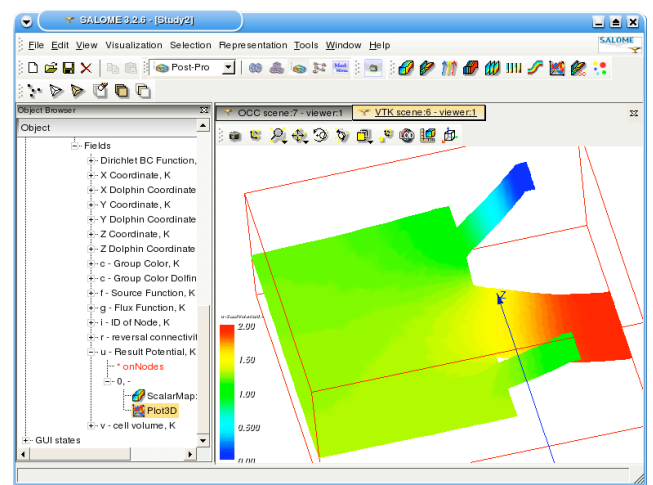 SALOME 3.2.6 - [Study2]
File Edit View Visualization Selection Representation Tools Window Help
SALOME
Post-Pro
Object Browser
OCC scene:7 - viewer:1
VTK scene:6 - viewer:1
Object
Fields
Dirichlet BC Function,
X Coordinate, K
X Dolphin Coordinate
Y Coordinate, K
Y Dolphin Coordinate
Z Coordinate, K
Z Dolphin Coordinate
c - Group Color, K
c - Group Color Dolfin
f - Source Function, K
g - Flux Function, K
i - ID of Node, K
r - reversal connectivit
u - Result Potential, K
* onNodes
0, -
ScalarMap:
Plot3D
v - cell volume, K
GUI states
2.00
1.50
1.00
0.500
0.00
Z